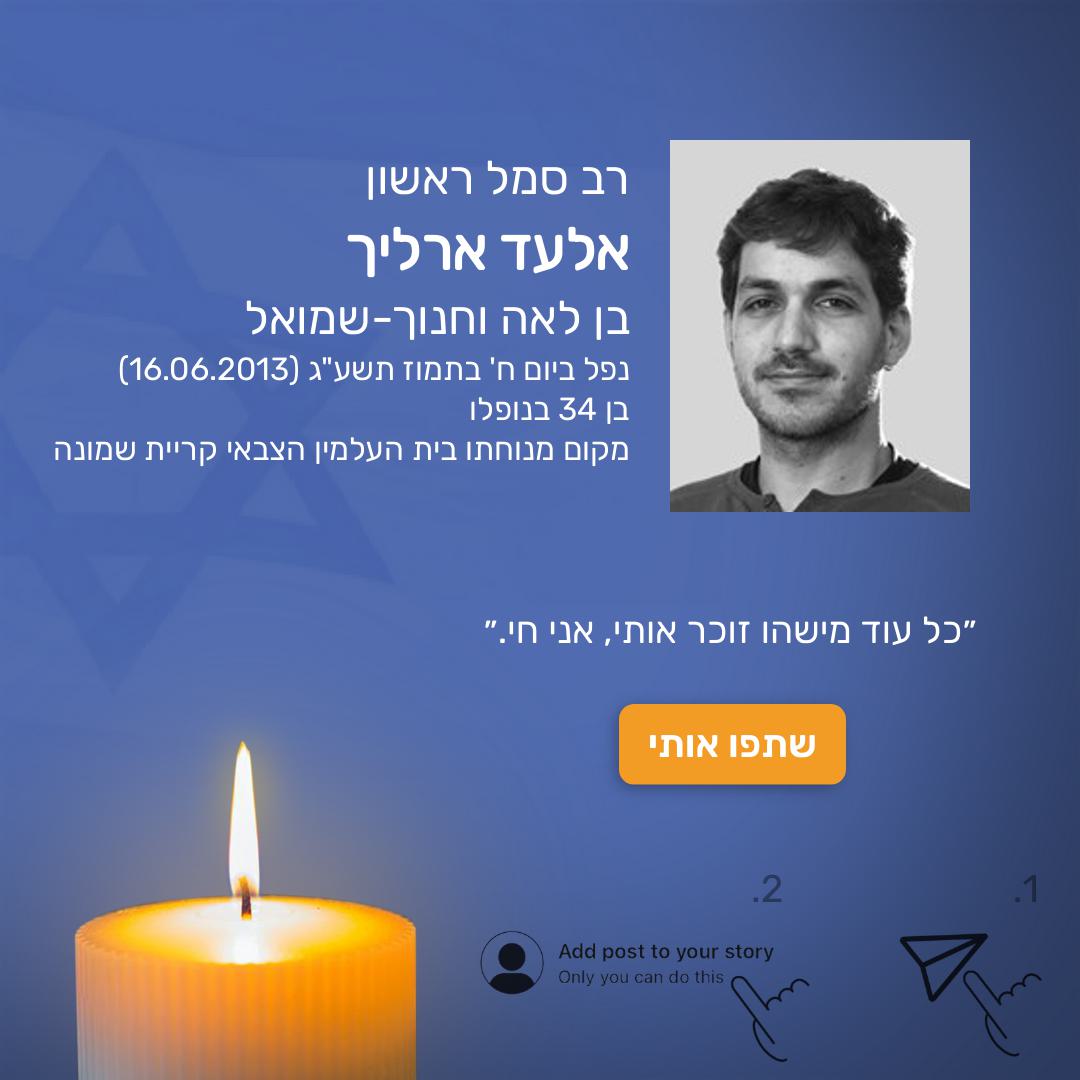 רב סמל ראשון
אלעד ארליך
בן לאה וחנוך-שמואל
נפל ביום ח' בתמוז תשע"ג (16.06.2013)
בן 34 בנופלו
מקום מנוחתו בית העלמין הצבאי קריית שמונה
״כל עוד מישהו זוכר אותי, אני חי.״
שתפו אותי
.1
.2
Add post to your story
Only you can do this